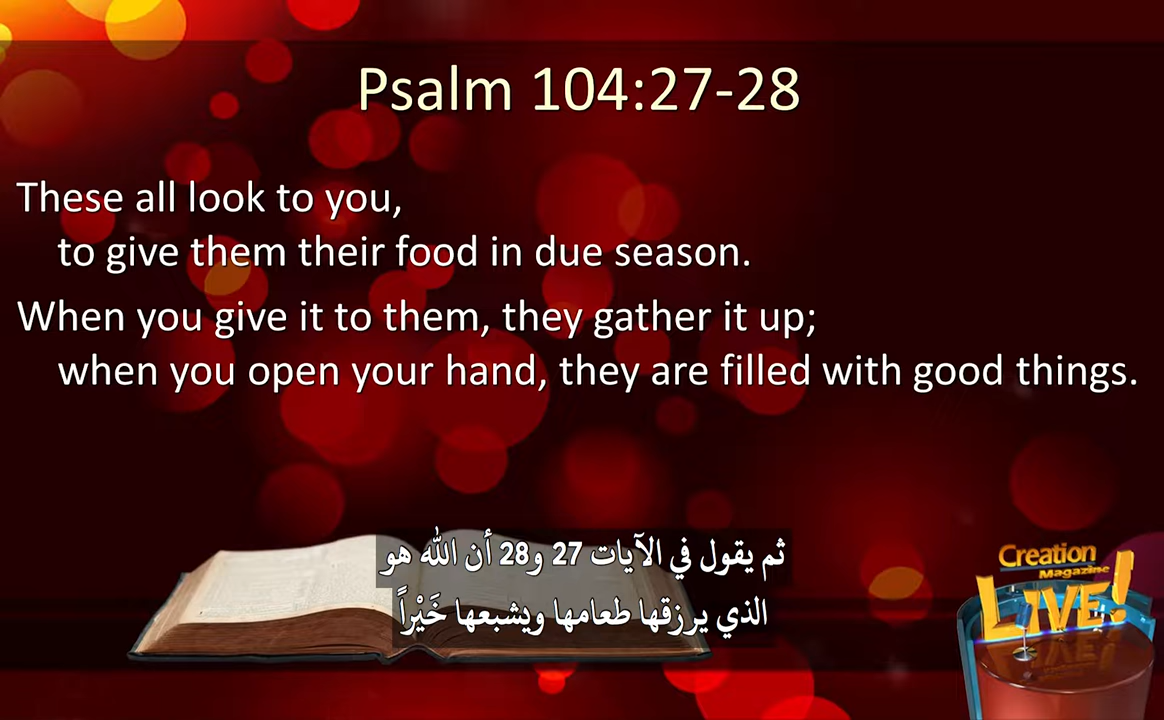 Psalm 104:27-28
These all look to you,
to give them their food in due season.
When you give it to them, they gather it up;
when you open your hand, they are filled with good things.
ثم يقول في الآيات 27 و28 أن الله هو
الذي يرزقها طعامها ويشبعها خَيْراً
Creation
Magazine
LIVE!